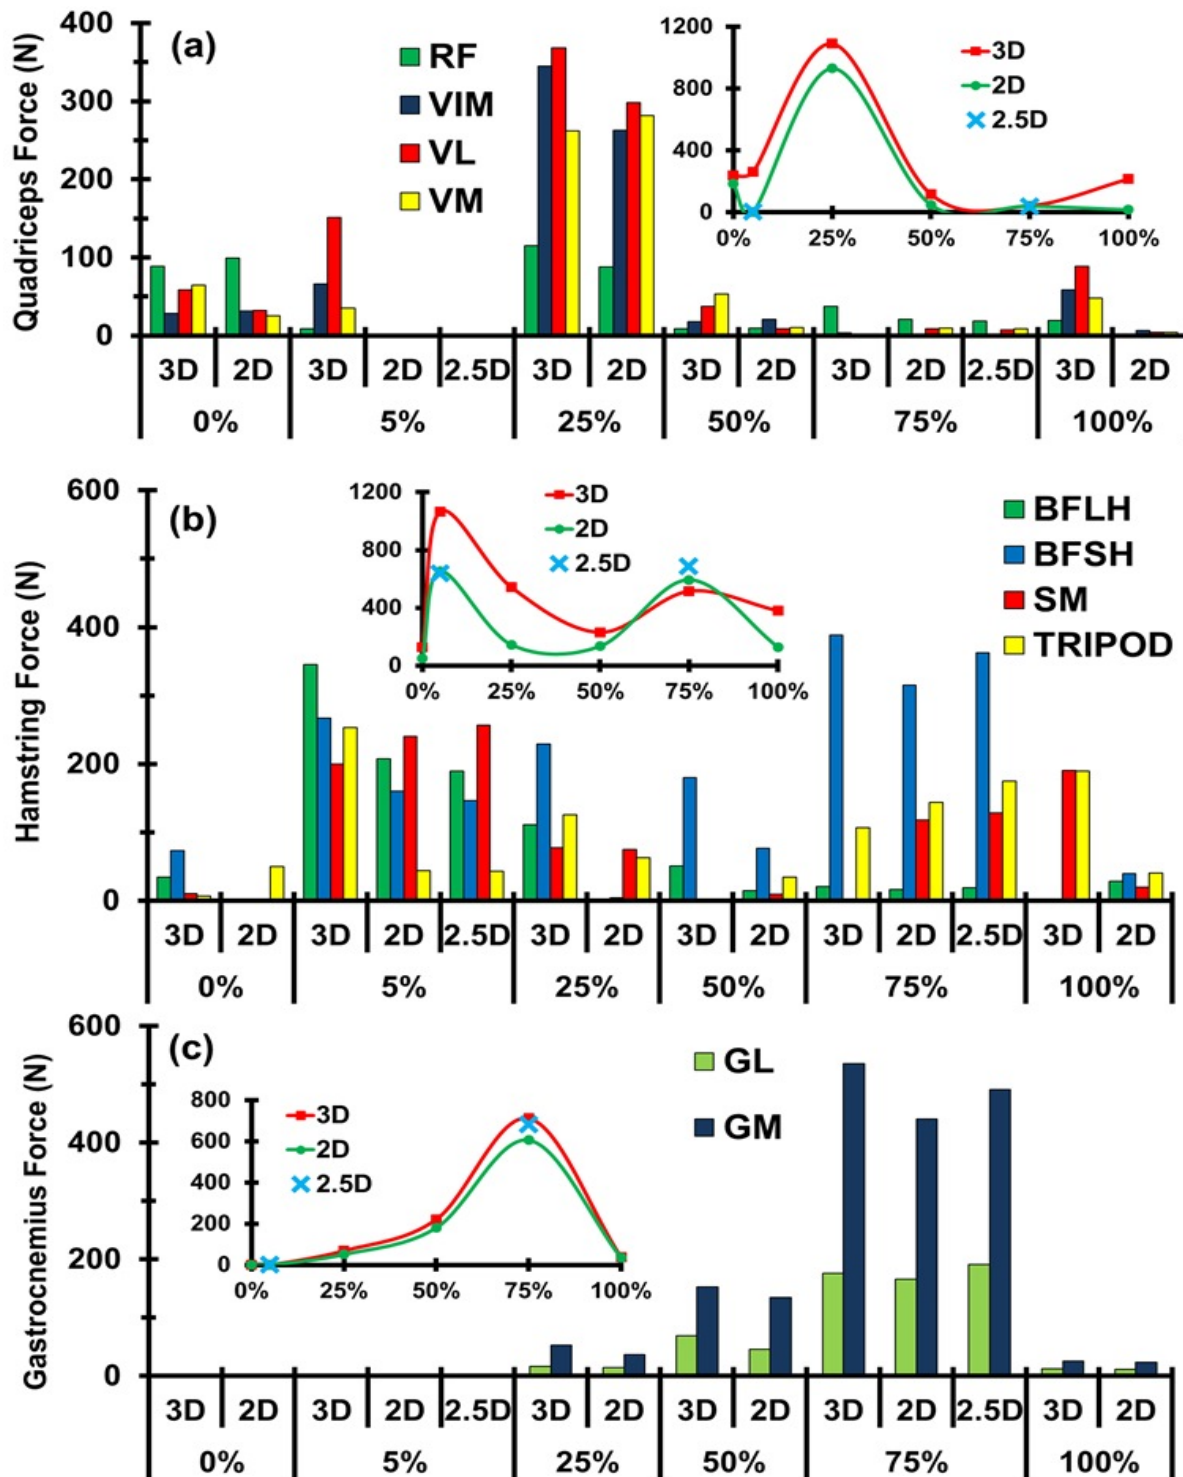 Quadriceps Force (N)
400
300
200
100
0
(a)
RF
VIM
VL
VM
1200
800
400
0
3D
2D
2.5D
0% 25% 50% 75% 100%
3D 2D 3D 2D 2.5D 3D 2D 3D 2D 3D 2D 2.5D 3D 2D
0% 5% 25% 50% 75% 100%
Hamstring Force (N)
600
400
200
0
(b)
1200
800
400
0
3D
2D
2.5D
0% 25% 50% 75% 100%
BFLH
BFSH
SM
TRIPOD
3D 2D 3D 2D 2.5D 3D 2D 3D 2D 3D 2D 2.5D 3D 2D
0% 5% 25% 50% 75% 100%
Gastrocnemius Force (N)
600
400
200
0
(c)
800
600
400
200
0
3D
2D
2.5D
0% 25% 50% 75% 100%
GL
GM
3D 2D 3D 2D 2.5D 3D 2D 3D 2D 3D 2D 2.5D 3D 2D
0% 5% 25% 50% 75% 100%